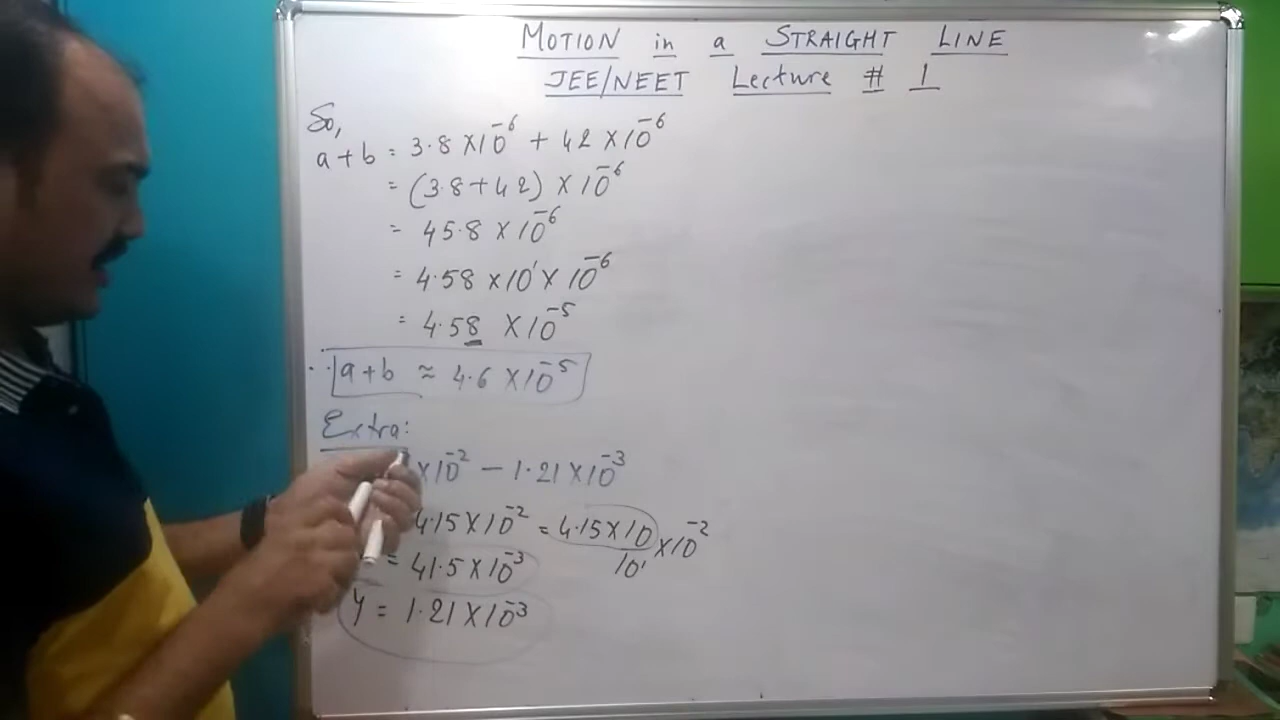 MOTION in a STRAIGHT LINE
JEE/NEET Lecture # 1
So,
a+b = 3.8 × 10⁻⁶ + 42 × 10⁻⁶
= (3.8+42) × 10⁻⁶
= 45.8 × 10⁻⁶
= 4.58 × 10¹ × 10⁻⁶
= 4.58 × 10⁻⁵
∴ a+b ≈ 4.6 × 10⁻⁵
Extra:
×10⁻² − 1.21×10⁻³
4.15×10⁻² = 4.15×10/10¹ ×10⁻²
= 41.5×10⁻³
Y = 1.21×10⁻³